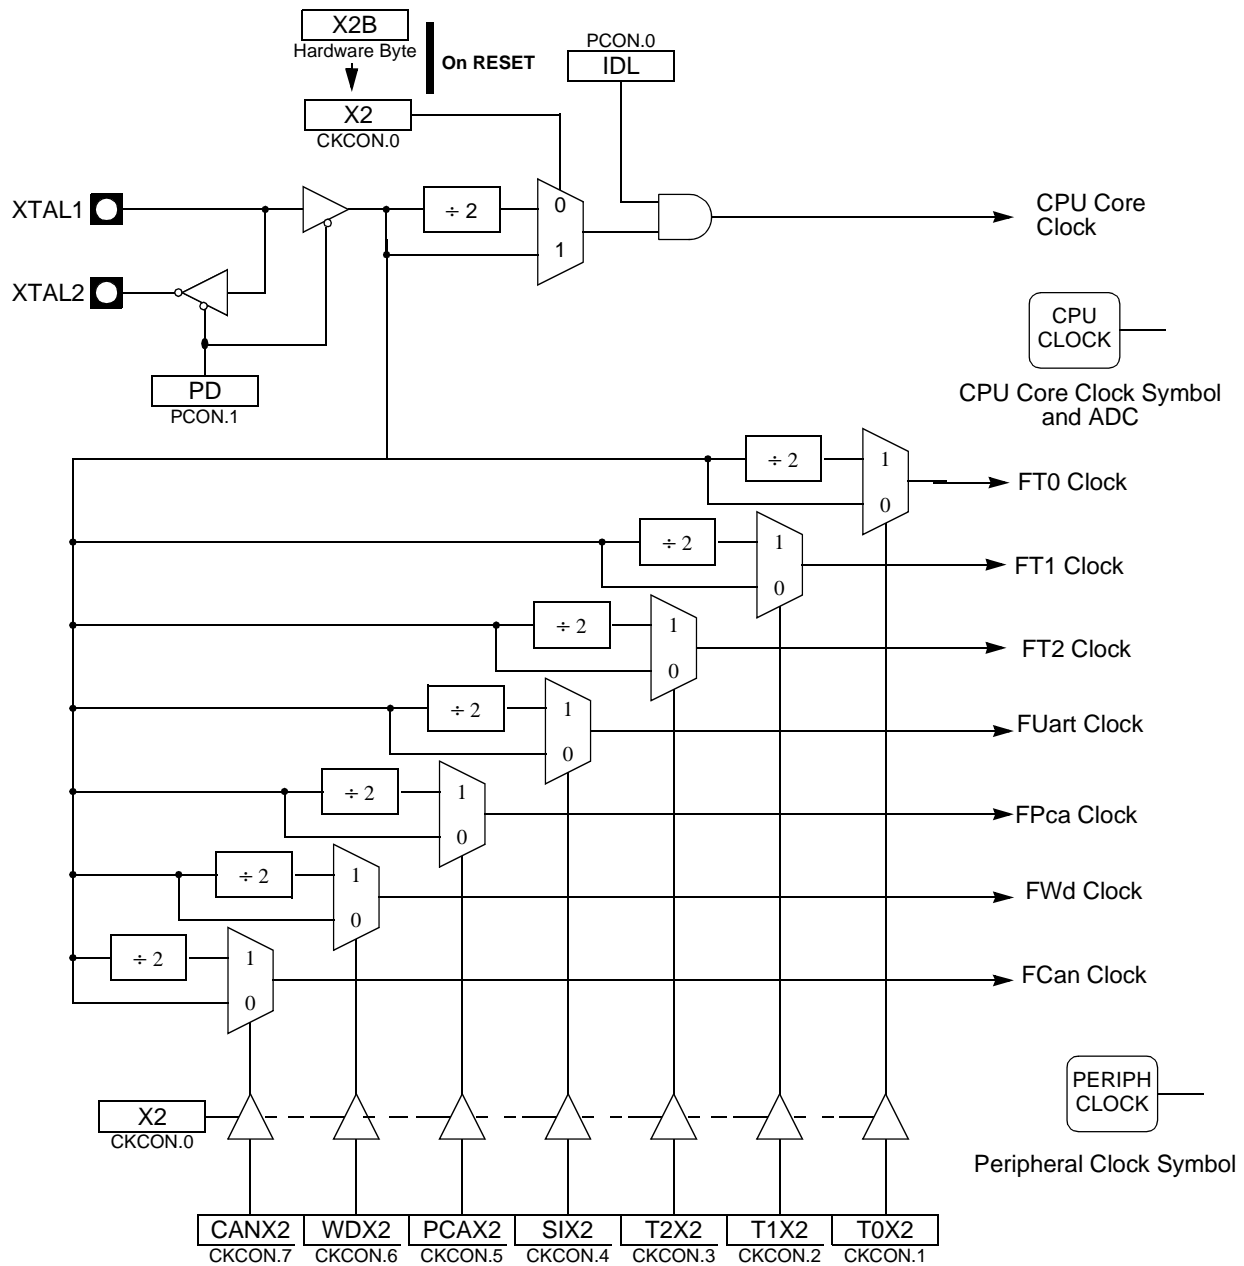 X2B
Hardware Byte
On RESET
X2
CKCON.0
PCON.0
IDL
XTAL1
÷ 2
0
1
CPU Core
Clock
XTAL2
PD
PCON.1
CPU
CLOCK
CPU Core Clock Symbol
and ADC
÷ 2
1
0
FT0 Clock
÷ 2
1
0
FT1 Clock
÷ 2
1
0
FT2 Clock
÷ 2
1
0
FUart Clock
÷ 2
1
0
FPca Clock
÷ 2
1
0
FWd Clock
÷ 2
1
0
FCan Clock
X2
CKCON.0
PERIPH
CLOCK
Peripheral Clock Symbol
CANX2
CKCON.7
WDX2
CKCON.6
PCAX2
CKCON.5
SIX2
CKCON.4
T2X2
CKCON.3
T1X2
CKCON.2
T0X2
CKCON.1